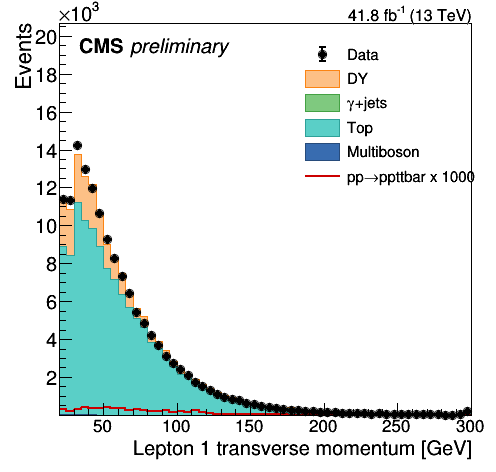 ×10³
41.8 fb⁻¹ (13 TeV)
CMS preliminary
Events
20
18
16
14
12
10
8
6
4
2
Data
DY
γ+jets
Top
Multiboson
pp→ppttbar x 1000
50 100 150 200 250 300
Lepton 1 transverse momentum [GeV]